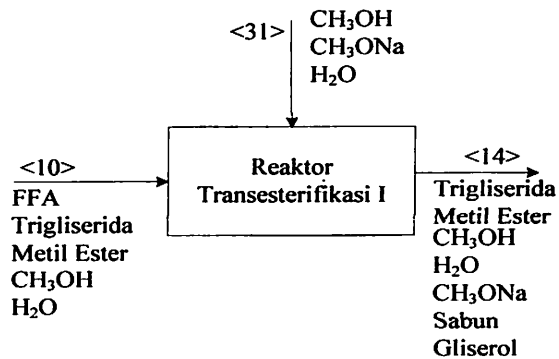 <31>
CH₃OH
CH₃ONa
H₂O
<10>
FFA
Trigliserida
Metil Ester
CH₃OH
H₂O
Reaktor
Transesterifikasi I
<14>
Trigliserida
Metil Ester
CH₃OH
H₂O
CH₃ONa
Sabun
Gliserol